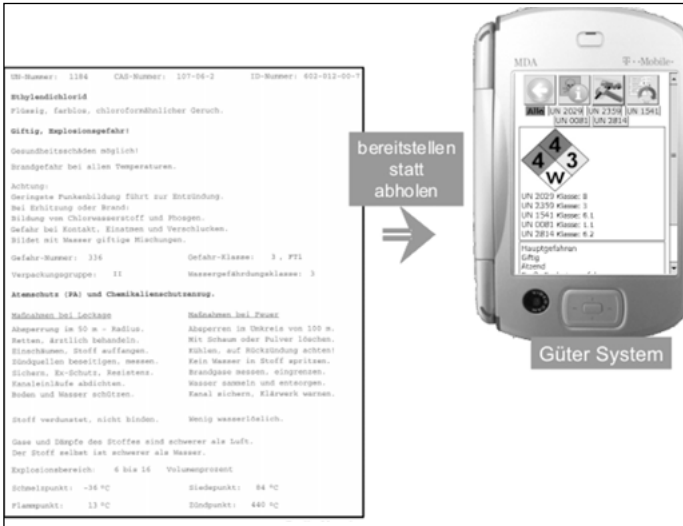 UN-Nummer: 1184 CAS-Nummer: 107-06-2 ID-Nummer: 602-012-00-7
Ethylendichlorid
Flüssig, farblos, chloroformähnlicher Geruch.
Giftig, Explosionsgefahr!
Gesundheitsschäden möglich!
Brandgefahr bei allen Temperaturen.
Achtung:
Geringste Funkenbildung führt zur Entzündung.
Bei Erhitzung oder Brand:
Bildung von Chlorwasserstoff und Phosgen.
Gefahr bei Kontakt, Einatmen und Verschlucken.
Bildet mit Wasser giftige Mischungen.
Gefahr-Nummer: 336 Gefahr-Klasse: 3 , FT1
Verpackungsgruppe: II Wassergefährdungsklasse: 3
Atemschutz (PA) und Chemikalienschutzanzug.
Maßnahmen bei Leckage Maßnahmen bei Feuer
Absperrung im 50 m - Radius. Absperren im Umkreis von 100 m.
Retten, ärztlich behandeln. Mit Schaum oder Pulver löschen.
Einschäumen, Stoff auffangen. Kühlen, auf Rückzündung achten!
Zündquellen beseitigen, messen. Kein Wasser in Stoff spritzen.
Sichern, Ex-Schutz, Resistenz. Brandgase messen, eingrenzen.
Kanaleinläufe abdichten. Wasser sammeln und entsorgen.
Boden und Wasser schützen. Kanal sichern, Klärwerk warnen.
Stoff verdunstet, nicht binden. Wenig wasserlöslich.
Gase und Dämpfe des Stoffes sind schwerer als Luft.
Der Stoff selbst ist schwerer als Wasser.
Explosionsbereich: 6 bis 16 Volumenprozent
Schmelzpunkt: -36 °C Siedepunkt: 84 °C
Flammpunkt: 13 °C Zündpunkt: 440 °C
bereitstellen
statt
abholen
MDA T··Mobile·
Alle UN 2029 UN 2359 UN 1541
UN 0081 UN 2814
4
4 3
W
UN 2029 Klasse: 8
UN 2359 Klasse: 3
UN 1541 Klasse: 6.1
UN 0081 Klasse: 1.1
UN 2814 Klasse: 6.2
Hauptgefahren
Giftig
Ätzend
Güter System